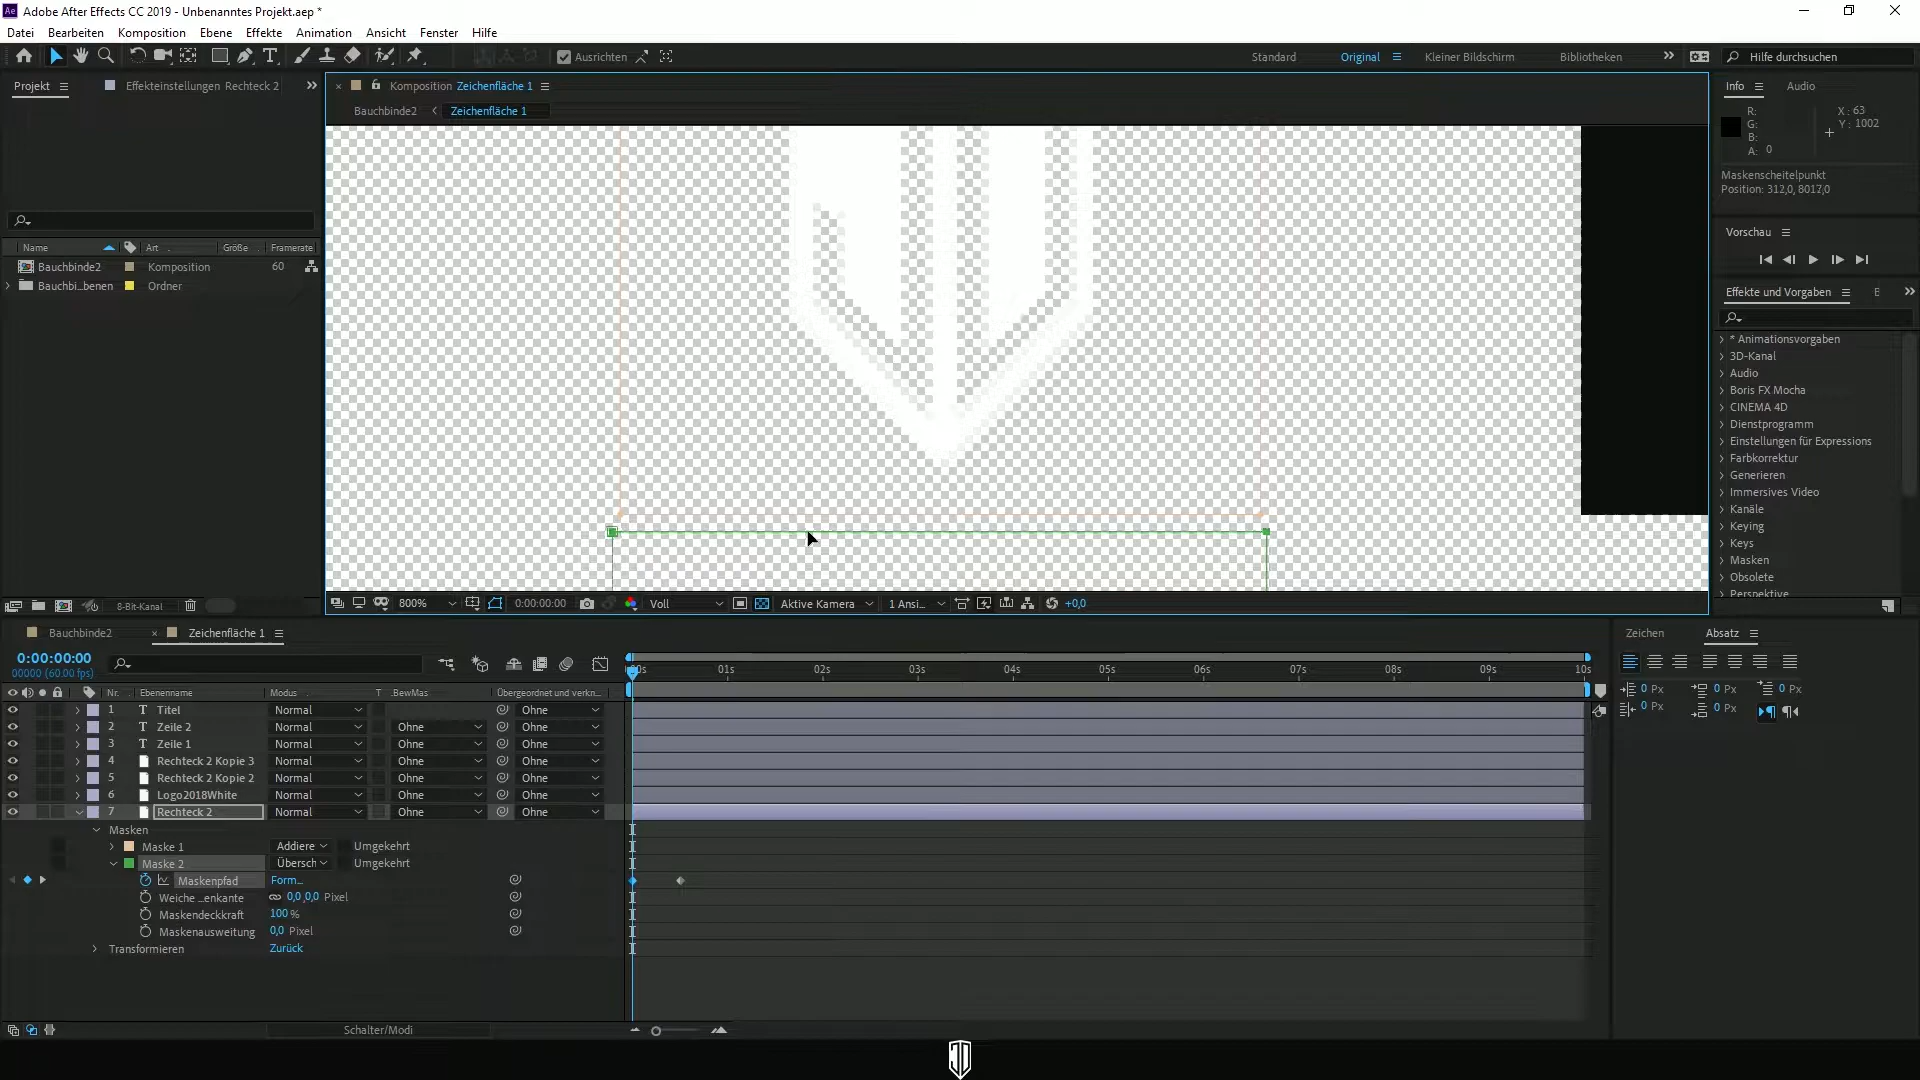 Adobe After Effects CC 2019 - Unbenanntes Projekt.aep *
Datei Bearbeiten Komposition Ebene Effekte Animation Ansicht Fenster Hilfe
Ausrichten Standard Original Kleiner Bildschirm Bibliotheken Hilfe durchsuchen
Projekt Effekteinstellungen Rechteck 2 Komposition Zeichenfläche 1 Info Audio
Bauchbinde2 Zeichenfläche 1
R: X: 63
G: Y: 1002
B:
A: 0
Maskenscheitelpunkt
Position: 312,0, 8017,0
Vorschau
Name Art Größe Framerate
Bauchbinde2 Komposition 60
Bauchbi...benen Ordner
Effekte und Vorgaben
* Animationsvorgaben
3D-Kanal
Audio
Boris FX Mocha
CINEMA 4D
Dienstprogramm
Einstellungen für Expressions
Farbkorrektur
Generieren
Immersives Video
Kanäle
Keying
Keys
Masken
Obsolete
Perspektive
8-Bit-Kanal 800% 0:00:00:00 Voll Aktive Kamera 1 Ansi... +0,0
Bauchbinde2 Zeichenfläche 1 Zeichen Absatz
0:00:00:00
00000 (60.00 fps)
01s 02s 03s 04s 05s 06s 07s 08s 09s 10s
Nr. Ebenenname Modus T .BewMas Übergeordnet und verkn...
0 Px 0 Px 0 Px
0 Px 0 Px
1 T Titel Normal Ohne
2 T Zeile 2 Normal Ohne Ohne
3 T Zeile 1 Normal Ohne Ohne
4 Rechteck 2 Kopie 3 Normal Ohne Ohne
5 Rechteck 2 Kopie 2 Normal Ohne Ohne
6 Logo2018White Normal Ohne Ohne
7 Rechteck 2 Normal Ohne Ohne
Masken
Maske 1 Addiere Umgekehrt
Maske 2 Übersch Umgekehrt
Maskenpfad Form...
Weiche ...enkante 0,0 ,0,0 Pixel
Maskendeckkraft 100 %
Maskenausweitung 0,0 Pixel
Transformieren Zurück
Schalter/Modi